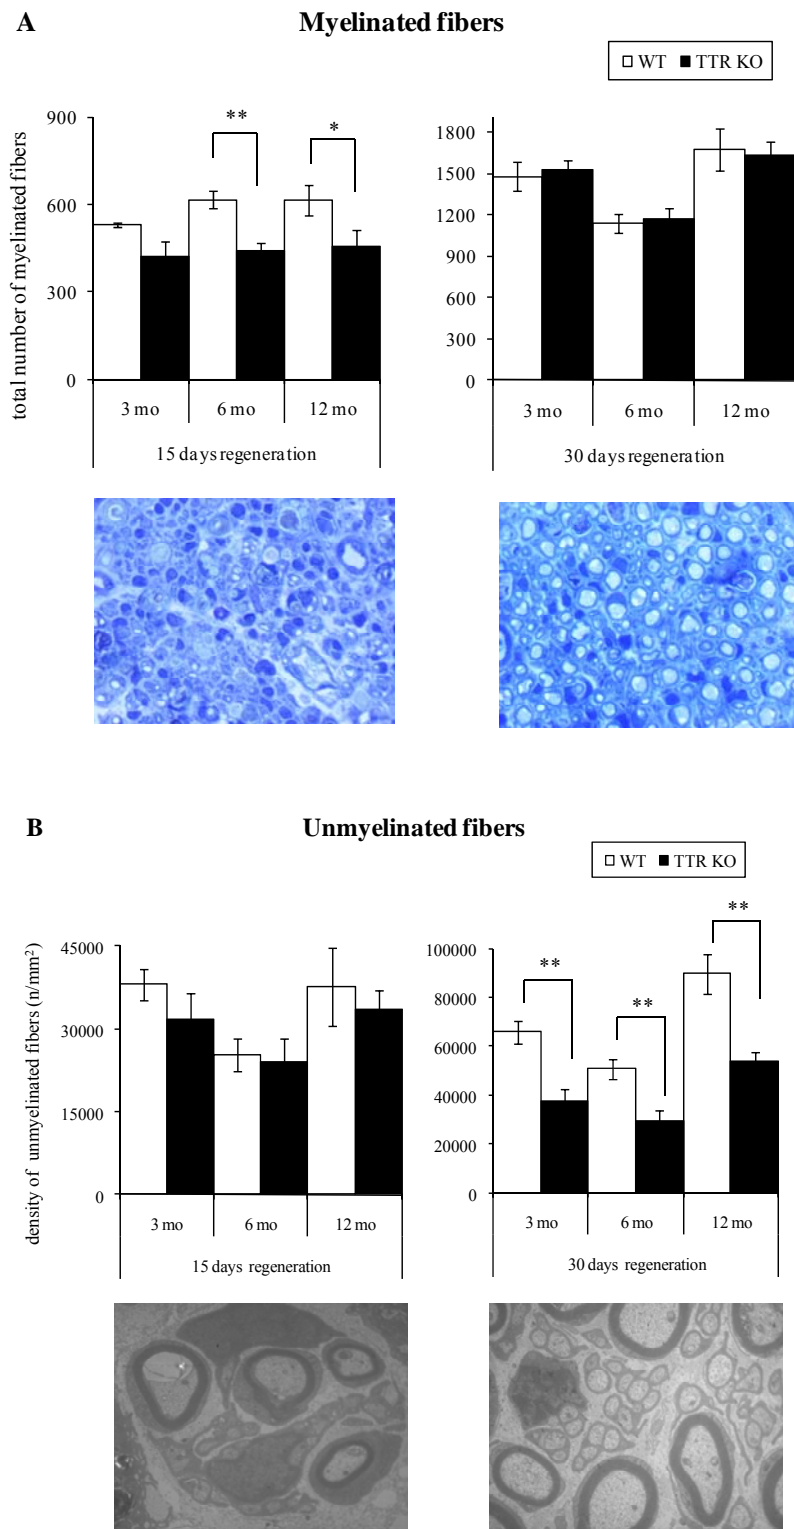 A
Myelinated fibers
WT TTR KO
total number of myelinated fibers
900
600
300
0
**
*
3 mo 6 mo 12 mo
15 days regeneration
1800
1500
1200
900
600
300
0
3 mo 6 mo 12 mo
30 days regeneration
B
Unmyelinated fibers
WT TTR KO
density of unmyelinated fibers (n/mm²)
45000
30000
15000
0
3 mo 6 mo 12 mo
15 days regeneration
100000
80000
60000
40000
20000
0
**
**
**
3 mo 6 mo 12 mo
30 days regeneration